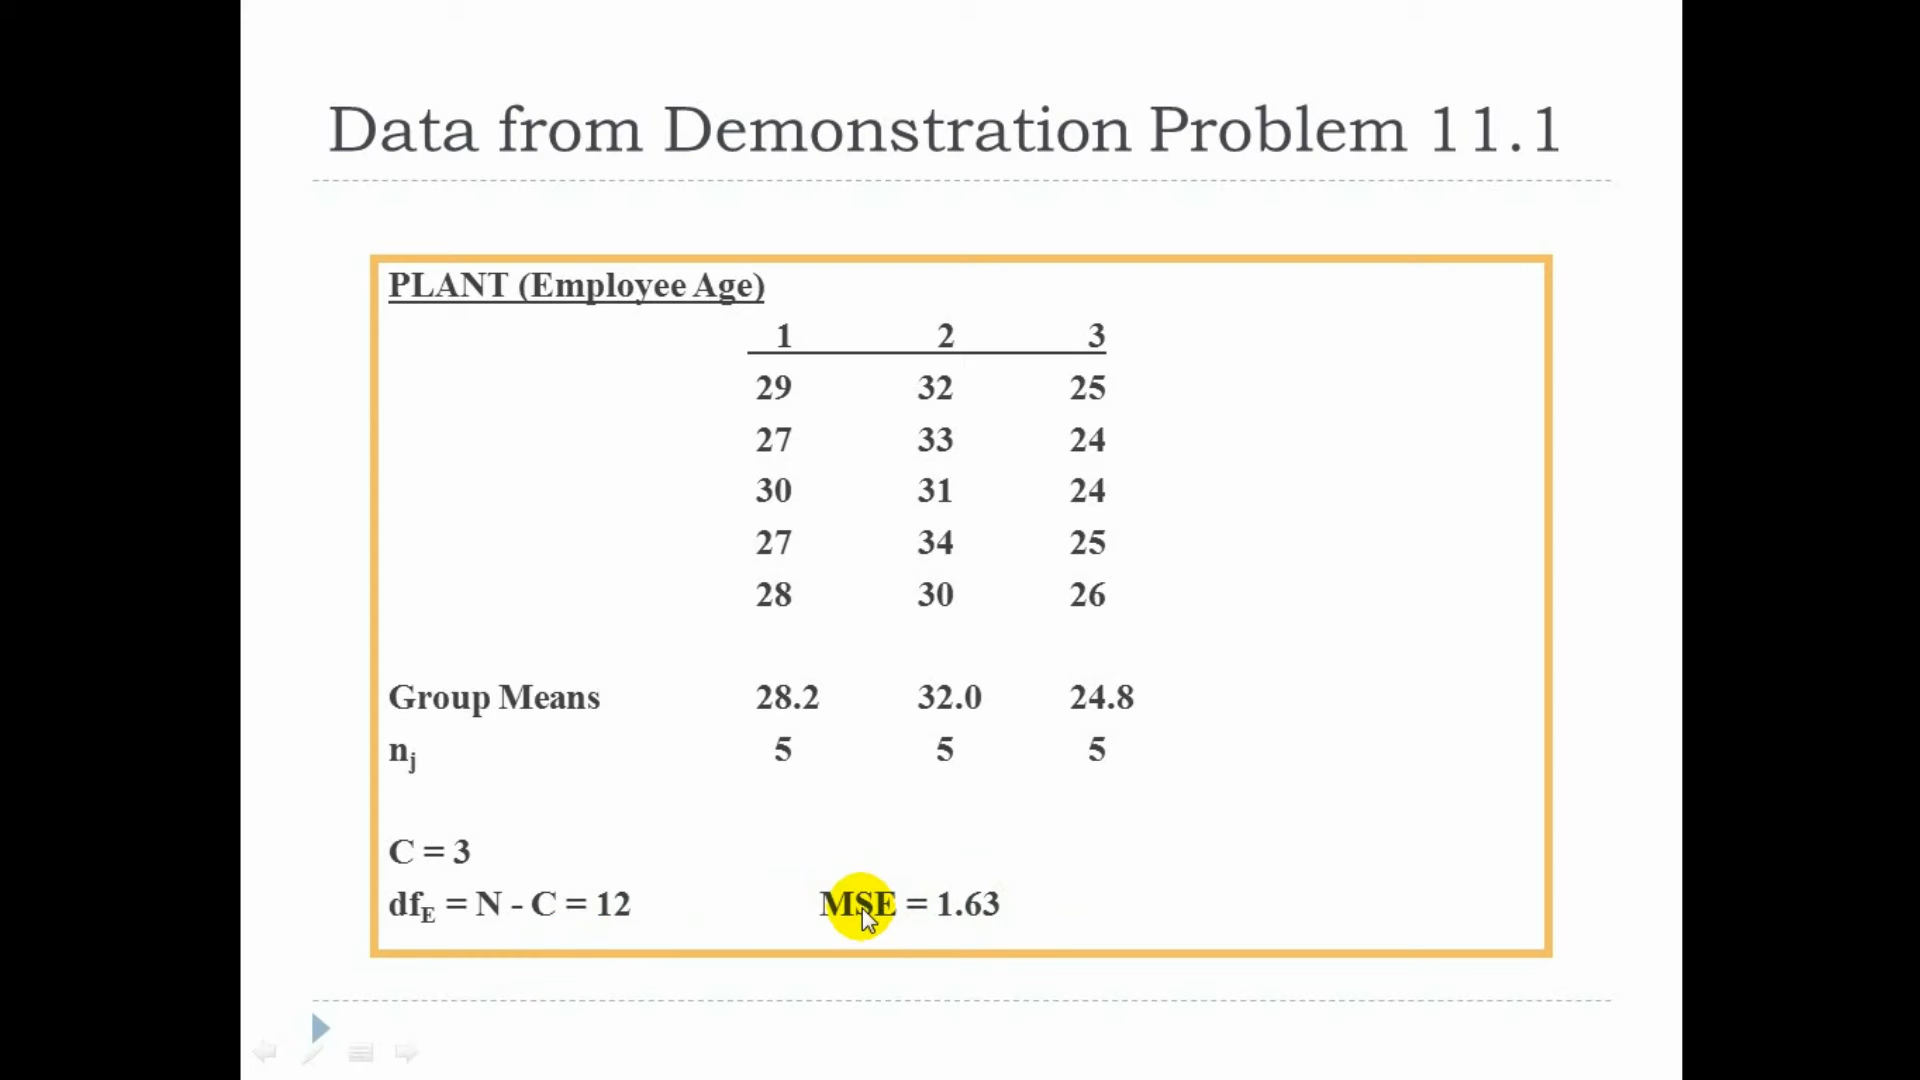 Data from Demonstration Problem 11.1
PLANT (Employee Age)
1 2 3
29 32 25
27 33 24
30 31 24
27 34 25
28 30 26
Group Means 28.2 32.0 24.8
nj 5 5 5
C = 3
dfE = N - C = 12 MSE = 1.63